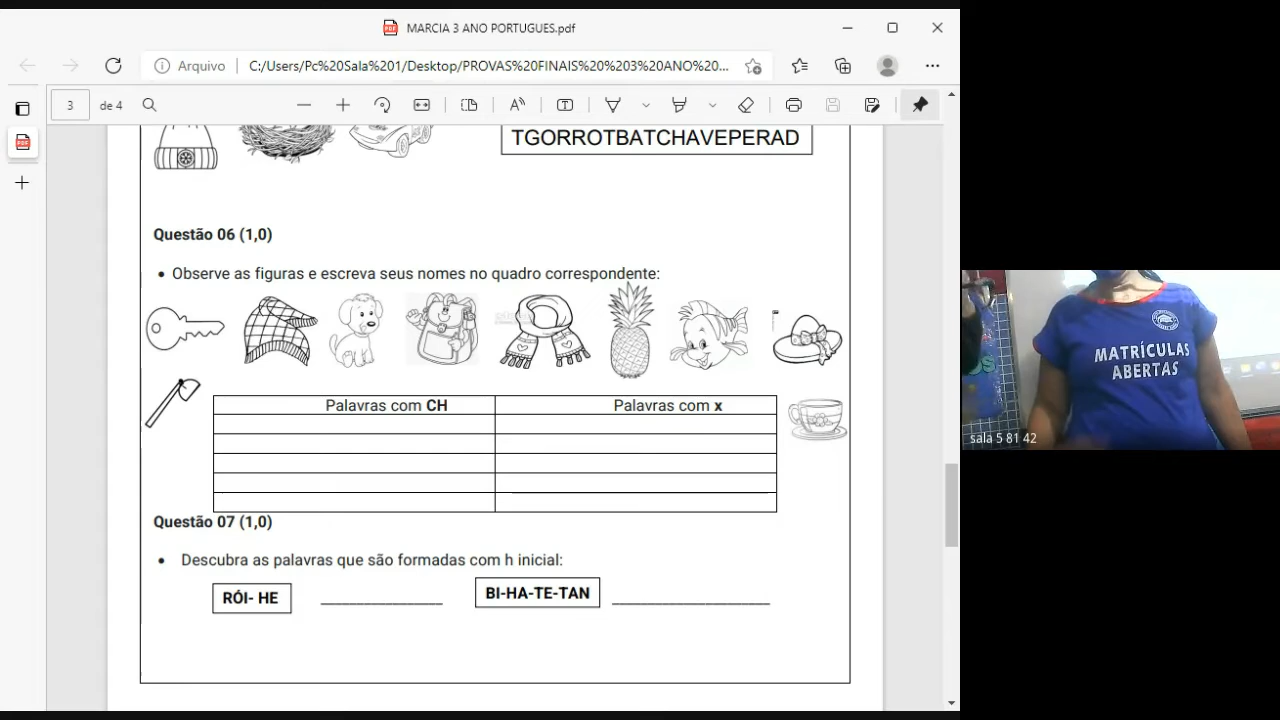 MARCIA 3 ANO PORTUGUES.pdf
Arquivo
C:/Users/Pc%20Sala%201/Desktop/PROVAS%20FINAIS%20%203%20ANO%20...
3
de 4
TGORROTBATCHAVEPERAD
Questão 06 (1,0)
• Observe as figuras e escreva seus nomes no quadro correspondente:
Palavras com CH
Palavras com x
Questão 07 (1,0)
• Descubra as palavras que são formadas com h inicial:
RÓI- HE
BI-HA-TE-TAN
MATRÍCULAS
ABERTAS
sala 5 81 42